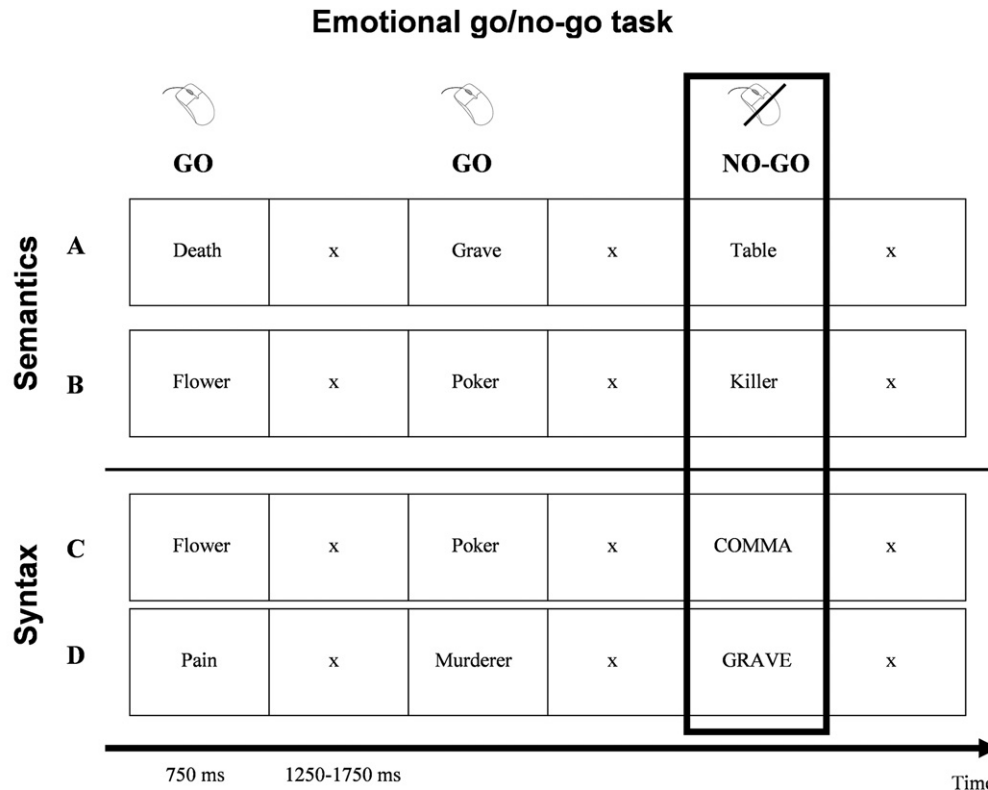 Emotional go/no-go task
GO GO NO-GO
Semantics
A Death x Grave x Table x
B Flower x Poker x Killer x
Syntax
C Flower x Poker x COMMA x
D Pain x Murderer x GRAVE x
750 ms 1250-1750 ms Time